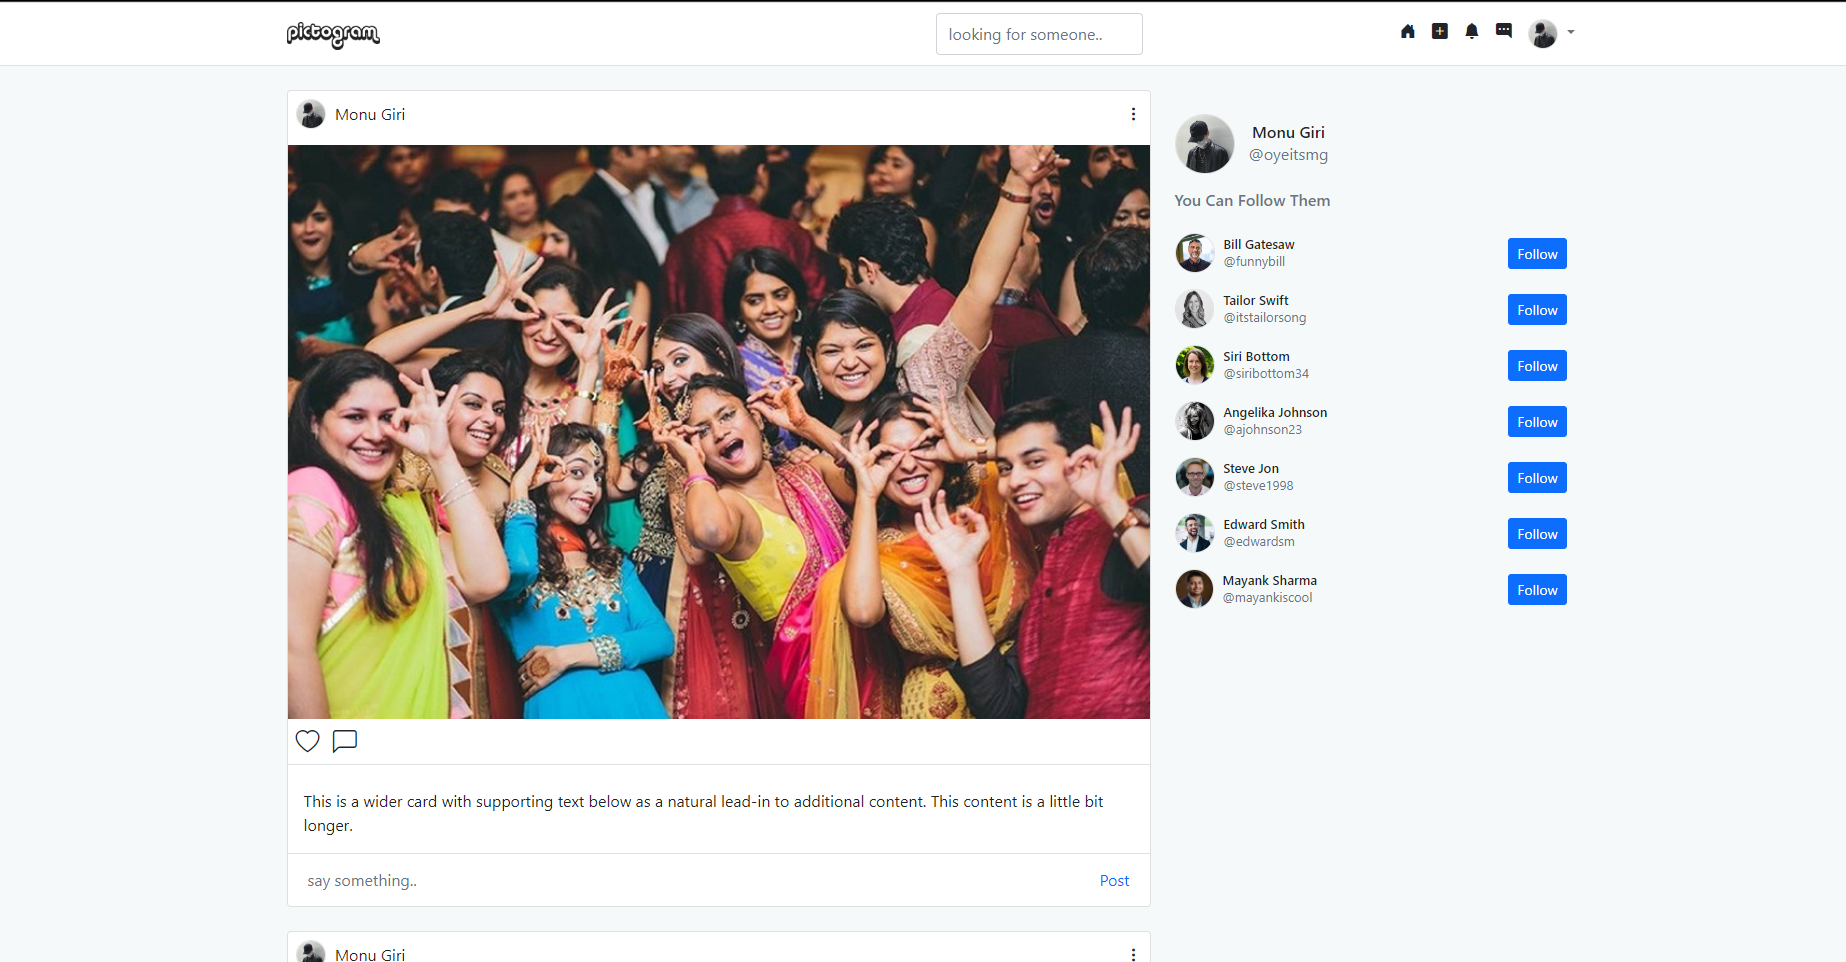 pictogram
looking for someone..
Monu Giri
This is a wider card with supporting text below as a natural lead-in to additional content. This content is a little bit
longer.
say something..
Post
Monu Giri
Monu Giri
@oyeitsmg
You Can Follow Them
Bill Gatesaw
@funnybill
Follow
Tailor Swift
@itstailorsong
Follow
Siri Bottom
@siribottom34
Follow
Angelika Johnson
@ajohnson23
Follow
Steve Jon
@steve1998
Follow
Edward Smith
@edwardsm
Follow
Mayank Sharma
@mayankiscool
Follow